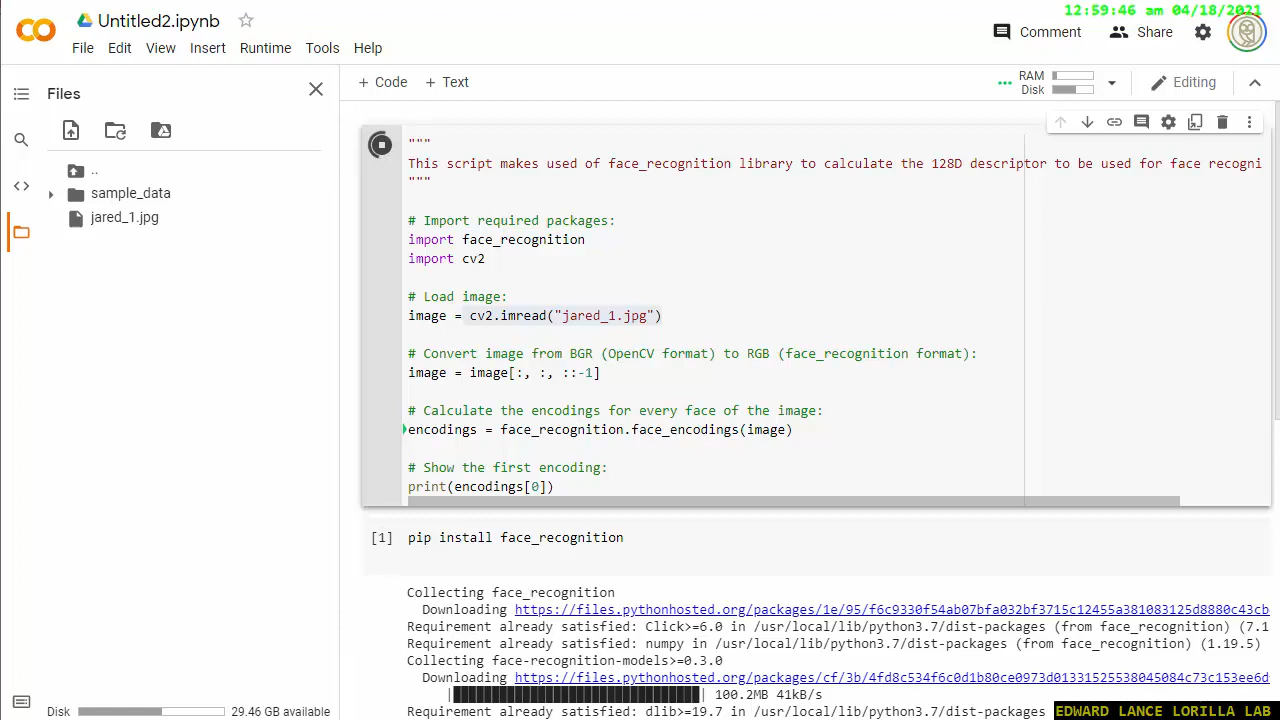 12:59:46 am 04/18/2021
Untitled2.ipynb
File Edit View Insert Runtime Tools Help
Comment Share
Files
+ Code + Text
RAM
Disk
Editing
..
sample_data
jared_1.jpg
"""
This script makes used of face_recognition library to calculate the 128D descriptor to be used for face recogni
"""
# Import required packages:
import face_recognition
import cv2
# Load image:
image = cv2.imread("jared_1.jpg")
# Convert image from BGR (OpenCV format) to RGB (face_recognition format):
image = image[:, :, ::-1]
# Calculate the encodings for every face of the image:
encodings = face_recognition.face_encodings(image)
# Show the first encoding:
print(encodings[0])
[1] pip install face_recognition
Collecting face_recognition
Downloading https://files.pythonhosted.org/packages/1e/95/f6c9330f54ab07bfa032bf3715c12455a381083125d8880c43cb
Requirement already satisfied: Click>=6.0 in /usr/local/lib/python3.7/dist-packages (from face_recognition) (7.1
Requirement already satisfied: numpy in /usr/local/lib/python3.7/dist-packages (from face_recognition) (1.19.5)
Collecting face-recognition-models>=0.3.0
Downloading https://files.pythonhosted.org/packages/cf/3b/4fd8c534f6c0d1b80ce0973d01331525538045084c73c153ee6d
100.2MB 41kB/s
Requirement already satisfied: dlib>=19.7 in /usr/local/lib/python3.7/dist-packages
Disk 29.46 GB available
EDWARD LANCE LORILLA LAB